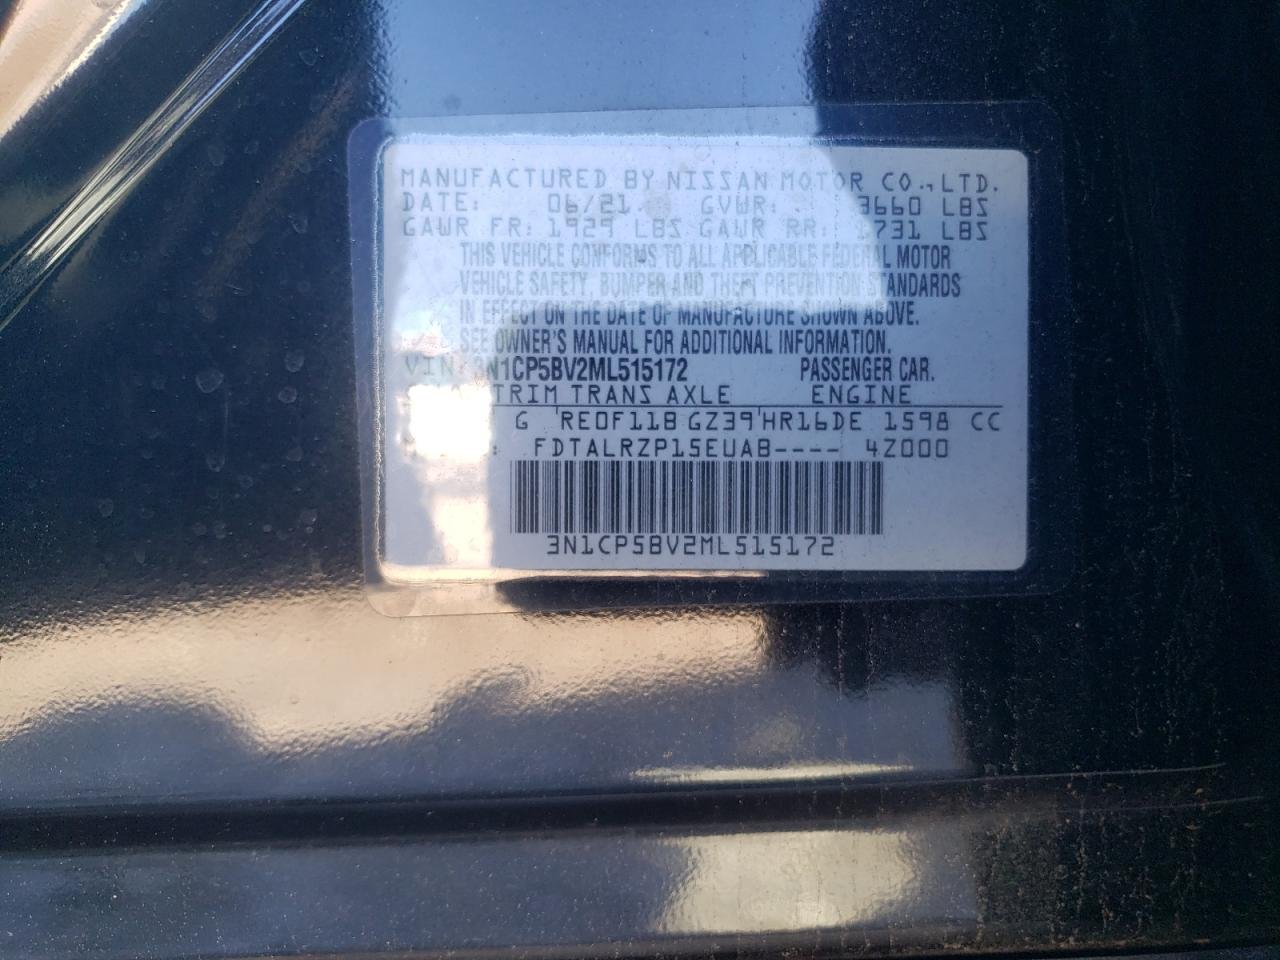 MANUFACTURED BY NISSAN MOTOR CO.,LTD.
DATE: 06/21. GVWR: 3660 LBS
GAWR FR: 1929 LBS GAWR RR: 1731 LBS
THIS VEHICLE CONFORMS TO ALL APPLICABLE FEDERAL MOTOR
VEHICLE SAFETY, BUMPER AND THEFT PREVENTION STANDARDS
IN EFFECT ON THE DATE OF MANUFACTURE SHOWN ABOVE.
SEE OWNER'S MANUAL FOR ADDITIONAL INFORMATION.
VIN: 3N1CP5BV2ML515172 PASSENGER CAR.
TRIM TRANS AXLE ENGINE
G RE0F11B GZ39 HR16DE 1598 CC
: FDTALRZP15EUAB---- 4Z000
3N1CP5BV2ML515172